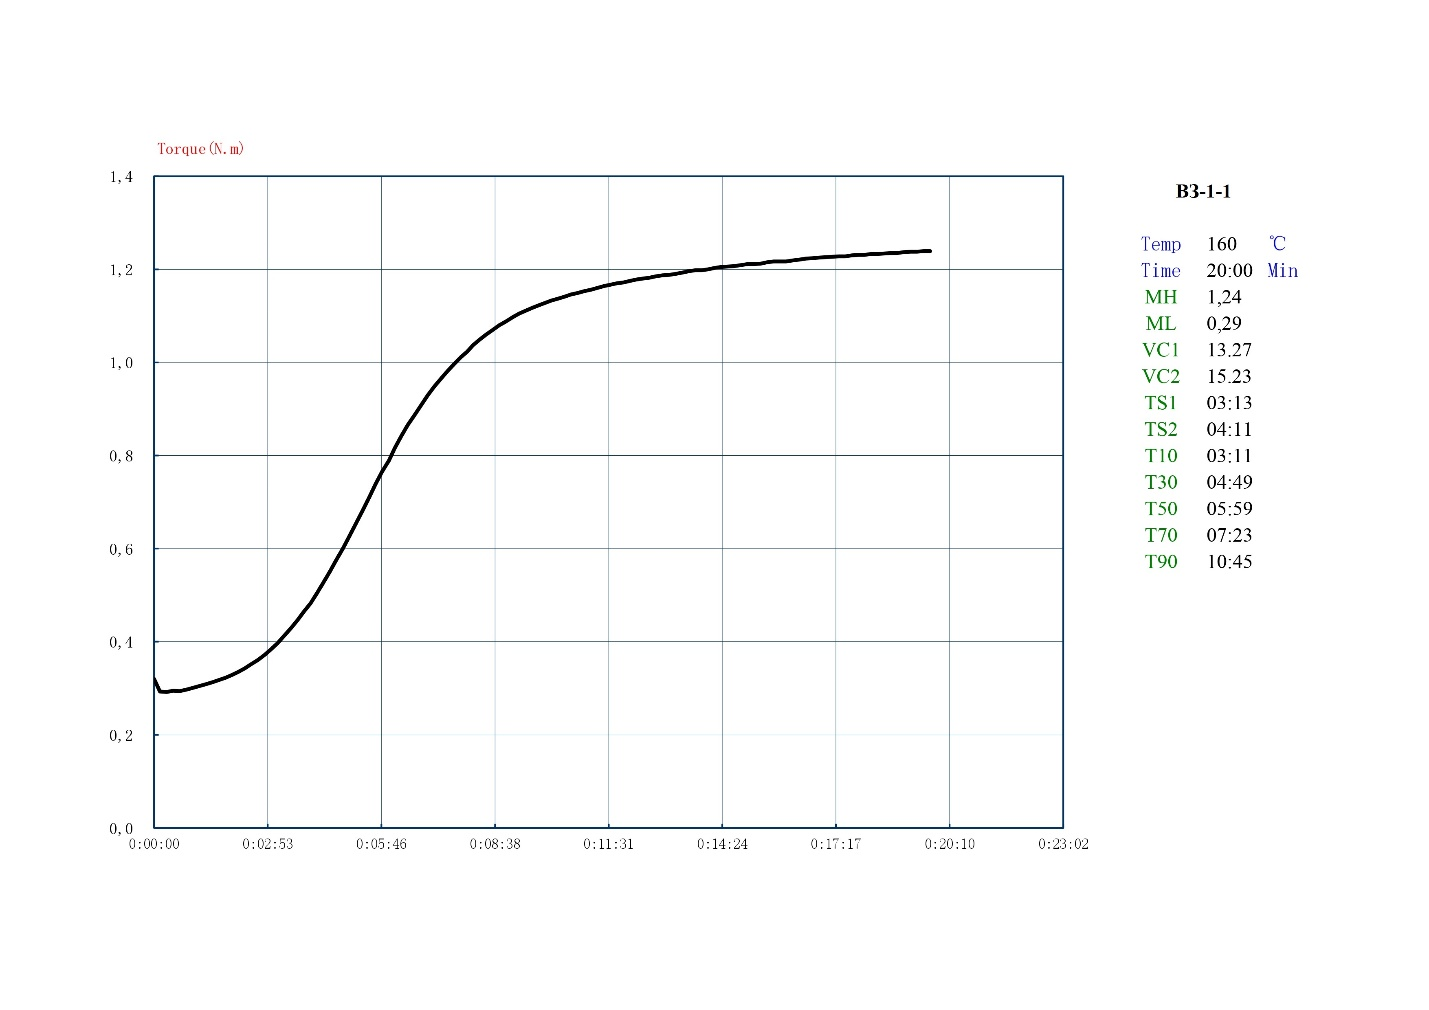 Torque(N.m)
1,4
1,2
1,0
0,8
0,6
0,4
0,2
0,0
0:00:00 0:02:53 0:05:46 0:08:38 0:11:31 0:14:24 0:17:17 0:20:10 0:23:02
B3-1-1
Temp 160 ℃
Time 20:00 Min
MH 1,24
ML 0,29
VC1 13.27
VC2 15.23
TS1 03:13
TS2 04:11
T10 03:11
T30 04:49
T50 05:59
T70 07:23
T90 10:45